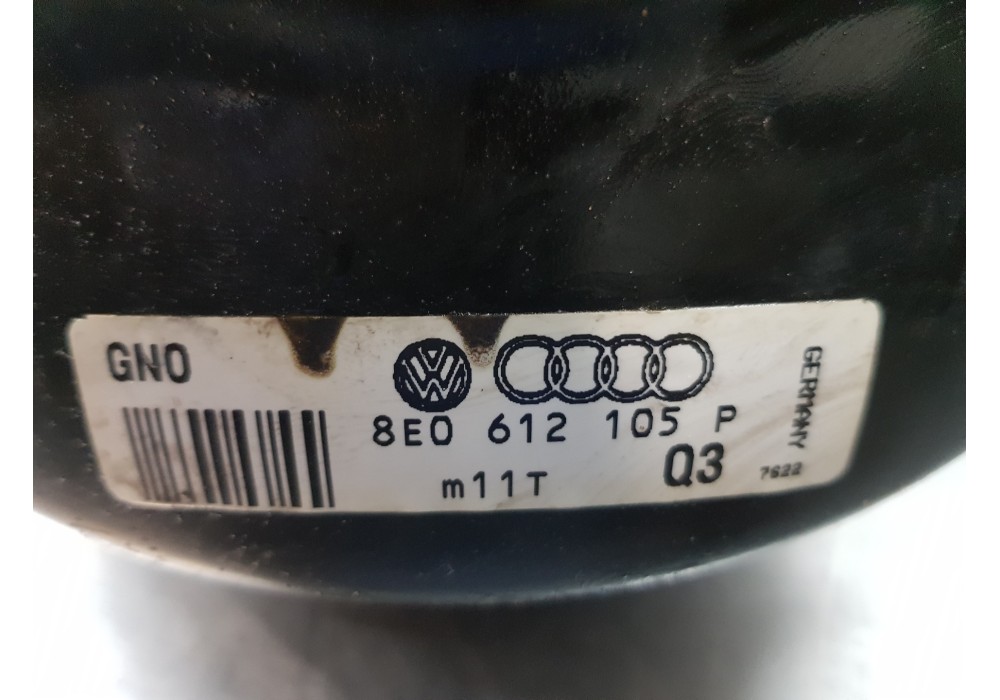 GNO
8E0 612 105 P
m11T
Q3
GERMANY
7622